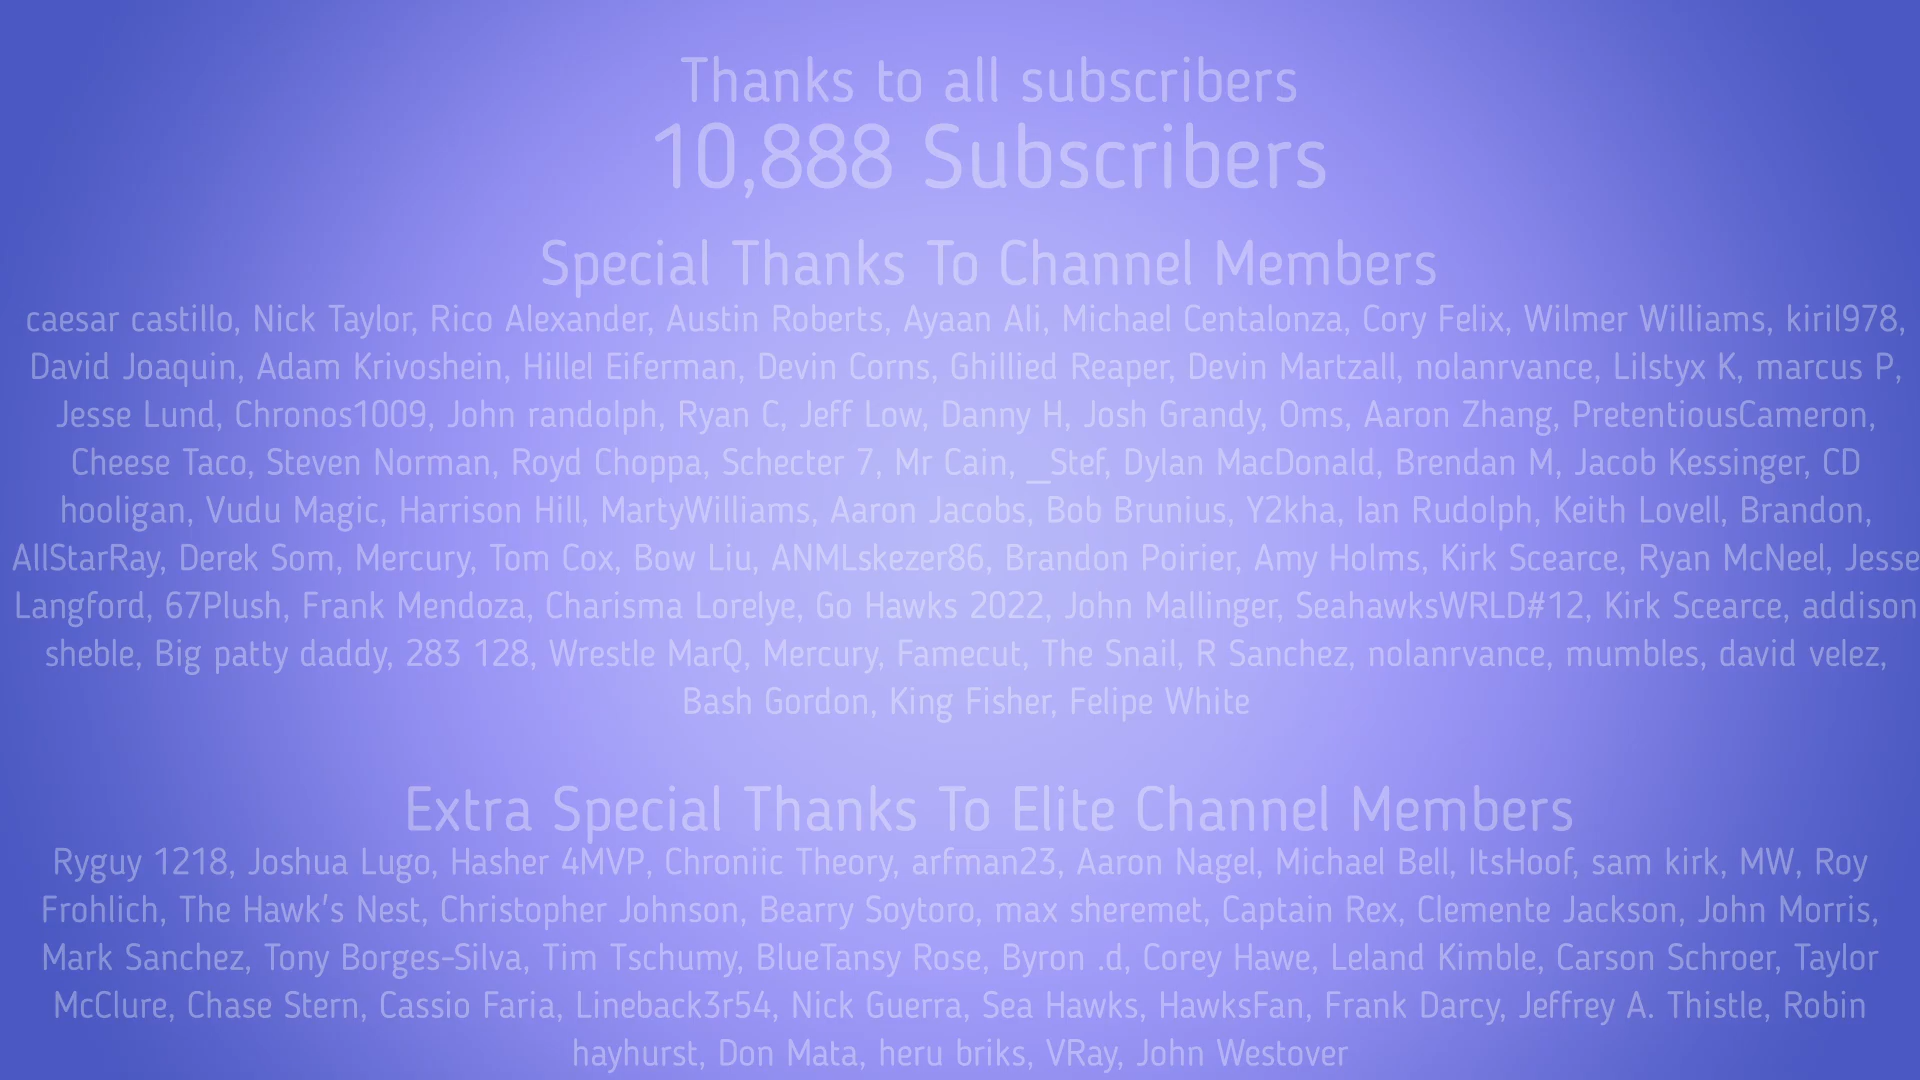 Thanks to all subscribers
10,888 Subscribers
Special Thanks To Channel Members
caesar castillo, Nick Taylor, Rico Alexander, Austin Roberts, Ayaan Ali, Michael Centalonza, Cory Felix, Wilmer Williams, kiril978,
David Joaquin, Adam Krivoshein, Hillel Eiferman, Devin Corns, Ghillied Reaper, Devin Martzall, nolanrvance, Lilstyx K, marcus P,
Jesse Lund, Chronos1009, John randolph, Ryan C, Jeff Low, Danny H, Josh Grandy, Oms, Aaron Zhang, PretentiousCameron,
Cheese Taco, Steven Norman, Royd Choppa, Schecter 7, Mr Cain, __Stef, Dylan MacDonald, Brendan M, Jacob Kessinger, CD
hooligan, Vudu Magic, Harrison Hill, MartyWilliams, Aaron Jacobs, Bob Brunius, Y2kha, Ian Rudolph, Keith Lovell, Brandon,
AllStarRay, Derek Som, Mercury, Tom Cox, Bow Liu, ANMLskezer86, Brandon Poirier, Amy Holms, Kirk Scearce, Ryan McNeel, Jesse
Langford, 67Plush, Frank Mendoza, Charisma Lorelye, Go Hawks 2022, John Mallinger, SeahawksWRLD#12, Kirk Scearce, addison
sheble, Big patty daddy, 283 128, Wrestle MarQ, Mercury, Famecut, The Snail, R Sanchez, nolanrvance, mumbles, david velez,
Bash Gordon, King Fisher, Felipe White
Extra Special Thanks To Elite Channel Members
Ryguy 1218, Joshua Lugo, Hasher 4MVP, Chroniic Theory, arfman23, Aaron Nagel, Michael Bell, ItsHoof, sam kirk, MW, Roy
Frohlich, The Hawk's Nest, Christopher Johnson, Bearry Soytoro, max sheremet, Captain Rex, Clemente Jackson, John Morris,
Mark Sanchez, Tony Borges-Silva, Tim Tschumy, BlueTansy Rose, Byron .d, Corey Hawe, Leland Kimble, Carson Schroer, Taylor
McClure, Chase Stern, Cassio Faria, Lineback3r54, Nick Guerra, Sea Hawks, HawksFan, Frank Darcy, Jeffrey A. Thistle, Robin
hayhurst, Don Mata, heru briks, VRay, John Westover